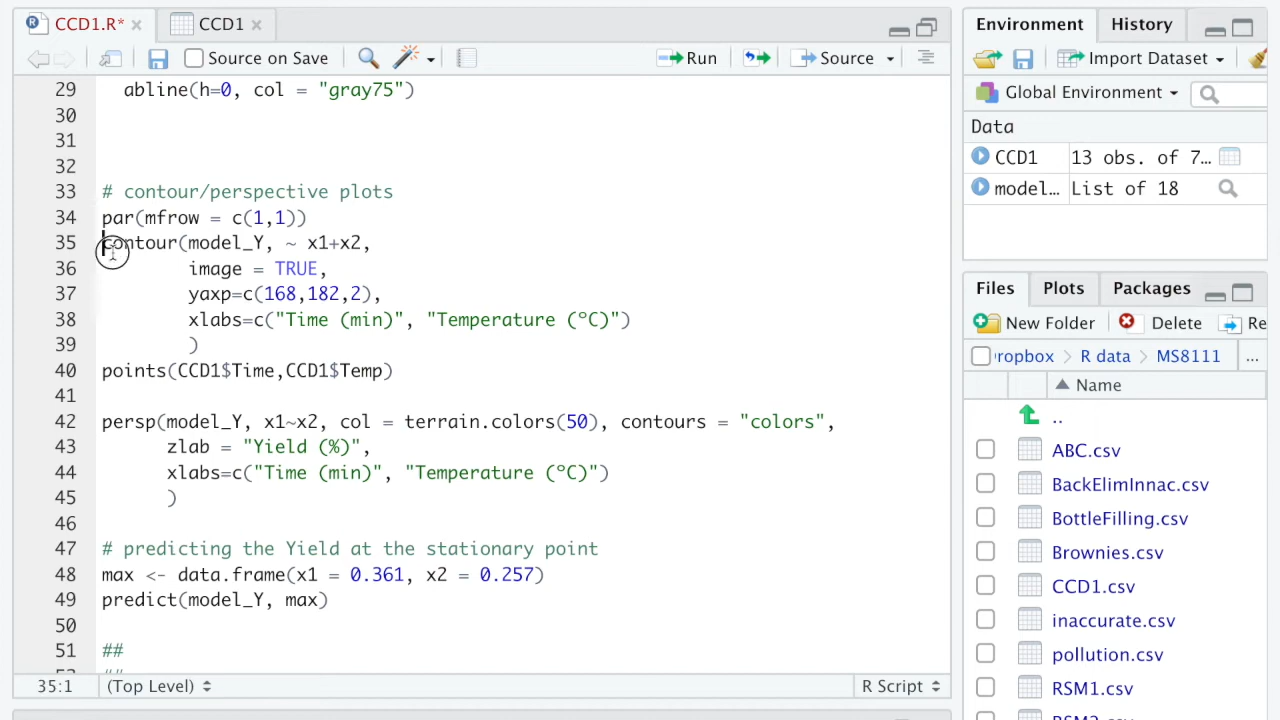 CCD1.R*
CCD1
Source on Save
Run
Source
29 abline(h=0, col = "gray75")
30
31
32
33 # contour/perspective plots
34 par(mfrow = c(1,1))
35 contour(model_Y, ~ x1+x2,
36 image = TRUE,
37 yaxp=c(168,182,2),
38 xlabs=c("Time (min)", "Temperature (ºC)")
39 )
40 points(CCD1$Time,CCD1$Temp)
41
42 persp(model_Y, x1~x2, col = terrain.colors(50), contours = "colors",
43 zlab = "Yield (%)",
44 xlabs=c("Time (min)", "Temperature (ºC)")
45 )
46
47 # predicting the Yield at the stationary point
48 max <- data.frame(x1 = 0.361, x2 = 0.257)
49 predict(model_Y, max)
50
51 ##
35:1
(Top Level)
R Script
Environment
History
Import Dataset
Global Environment
Data
CCD1 13 obs. of 7...
model... List of 18
Files
Plots
Packages
New Folder
Delete
Re
ropbox > R data > MS8111
...
Name
..
ABC.csv
BackElimInnac.csv
BottleFilling.csv
Brownies.csv
CCD1.csv
inaccurate.csv
pollution.csv
RSM1.csv